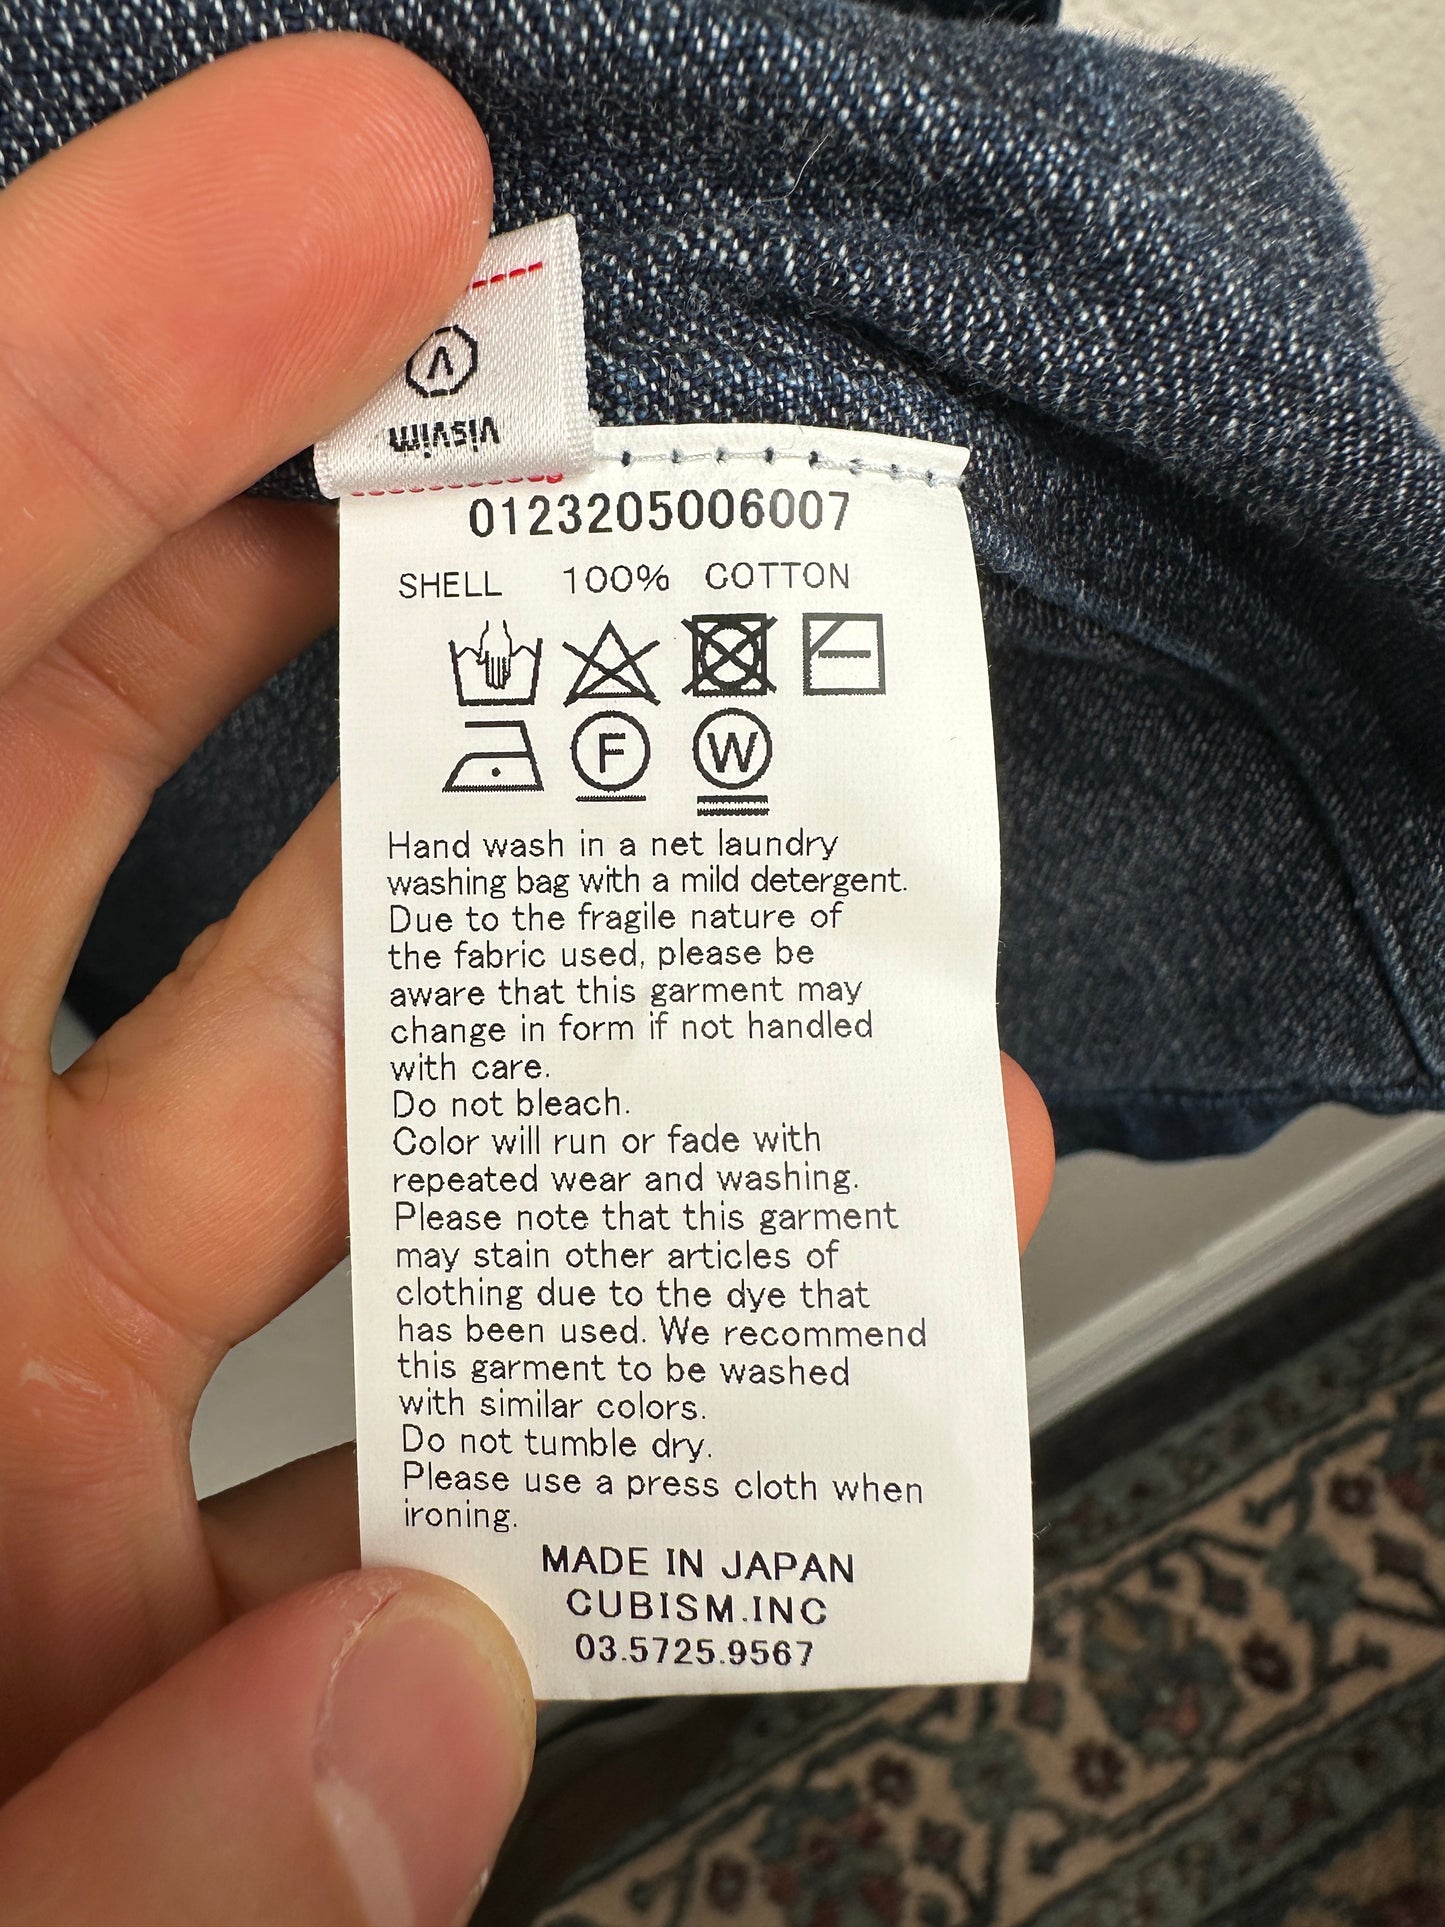 visvim
0123205006007
SHELL 100% COTTON
F W
Hand wash in a net laundry
washing bag with a mild detergent.
Due to the fragile nature of
the fabric used, please be
aware that this garment may
change in form if not handled
with care.
Do not bleach.
Color will run or fade with
repeated wear and washing.
Please note that this garment
may stain other articles of
clothing due to the dye that
has been used. We recommend
this garment to be washed
with similar colors.
Do not tumble dry.
Please use a press cloth when
ironing.
MADE IN JAPAN
CUBISM.INC
03.5725.9567